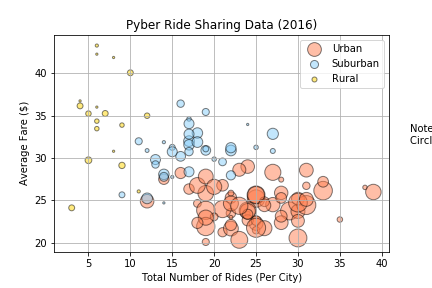 Pyber Ride Sharing Data (2016)
Urban
Suburban
Rural
Note
Circl
Average Fare ($)
40
35
30
25
20
5 10 15 20 25 30 35 40
Total Number of Rides (Per City)